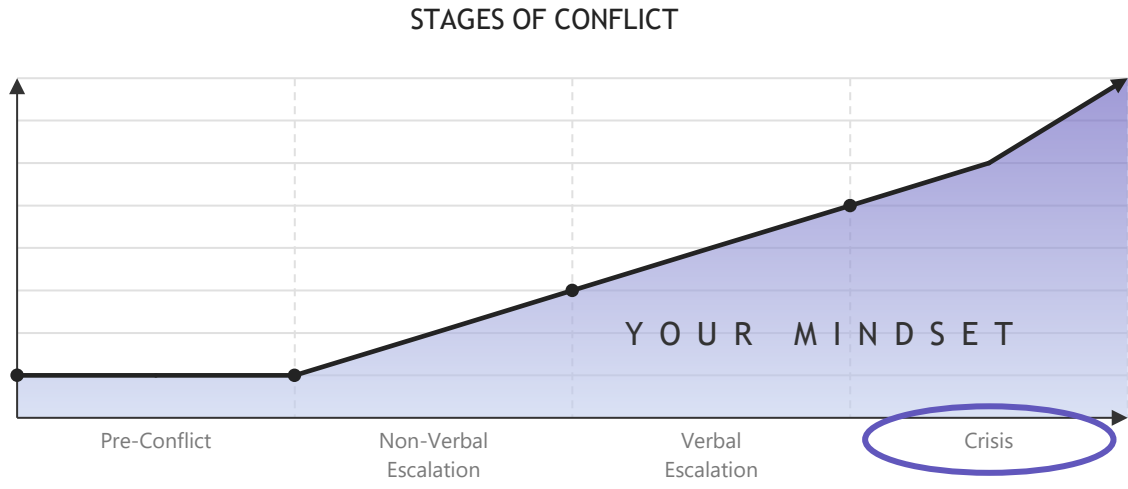 STAGES OF CONFLICT
YOUR MINDSET
Pre-Conflict
Non-Verbal
Escalation
Verbal
Escalation
Crisis